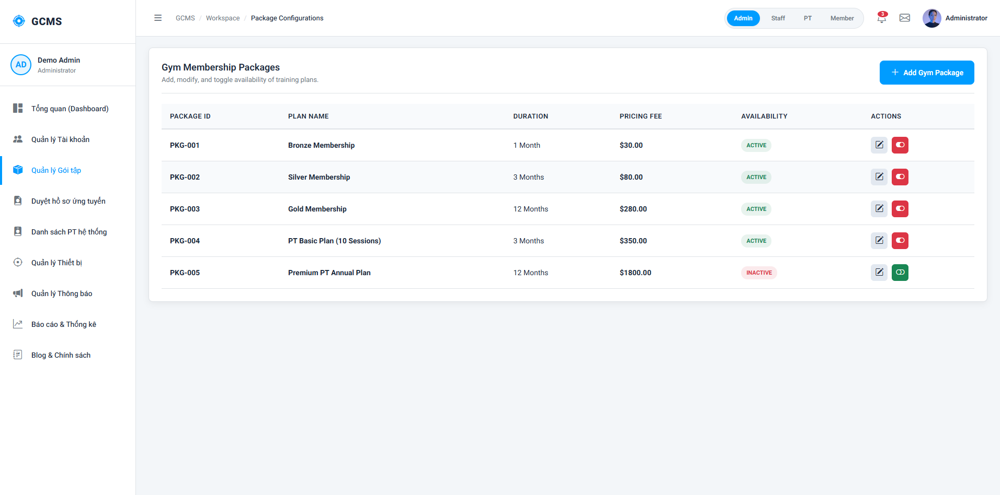 GCMS
GCMS / Workspace / Package Configurations
Admin Staff PT Member
3
Administrator
AD
Demo Admin
Administrator
Tổng quan (Dashboard)
Quản lý Tài khoản
Quản lý Gói tập
Duyệt hồ sơ ứng tuyển
Danh sách PT hệ thống
Quản lý Thiết bị
Quản lý Thông báo
Báo cáo & Thống kê
Blog & Chính sách
Gym Membership Packages
Add, modify, and toggle availability of training plans.
+ Add Gym Package
PACKAGE ID PLAN NAME DURATION PRICING FEE AVAILABILITY ACTIONS
PKG-001 Bronze Membership 1 Month $30.00 ACTIVE
PKG-002 Silver Membership 3 Months $80.00 ACTIVE
PKG-003 Gold Membership 12 Months $280.00 ACTIVE
PKG-004 PT Basic Plan (10 Sessions) 3 Months $350.00 ACTIVE
PKG-005 Premium PT Annual Plan 12 Months $1800.00 INACTIVE